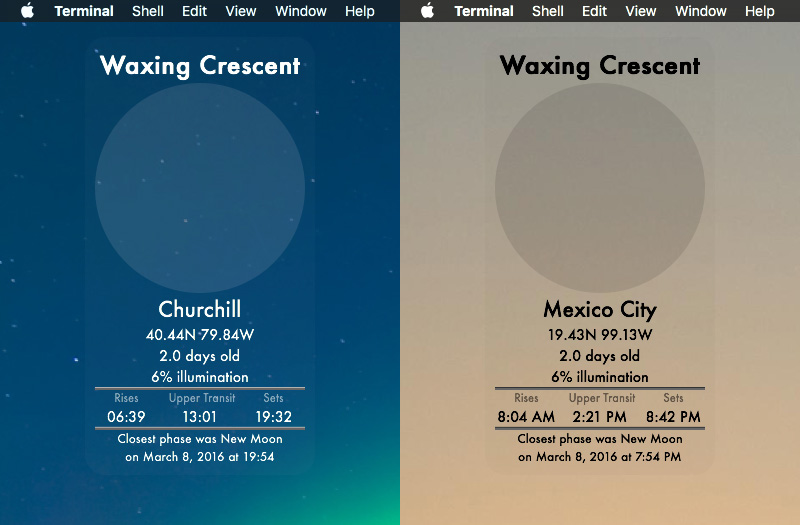 Terminal Shell Edit View Window Help
Waxing Crescent
Churchill
40.44N 79.84W
2.0 days old
6% illumination
Rises Upper Transit Sets
06:39 13:01 19:32
Closest phase was New Moon
on March 8, 2016 at 19:54
Terminal Shell Edit View Window Help
Waxing Crescent
Mexico City
19.43N 99.13W
2.0 days old
6% illumination
Rises Upper Transit Sets
8:04 AM 2:21 PM 8:42 PM
Closest phase was New Moon
on March 8, 2016 at 7:54 PM